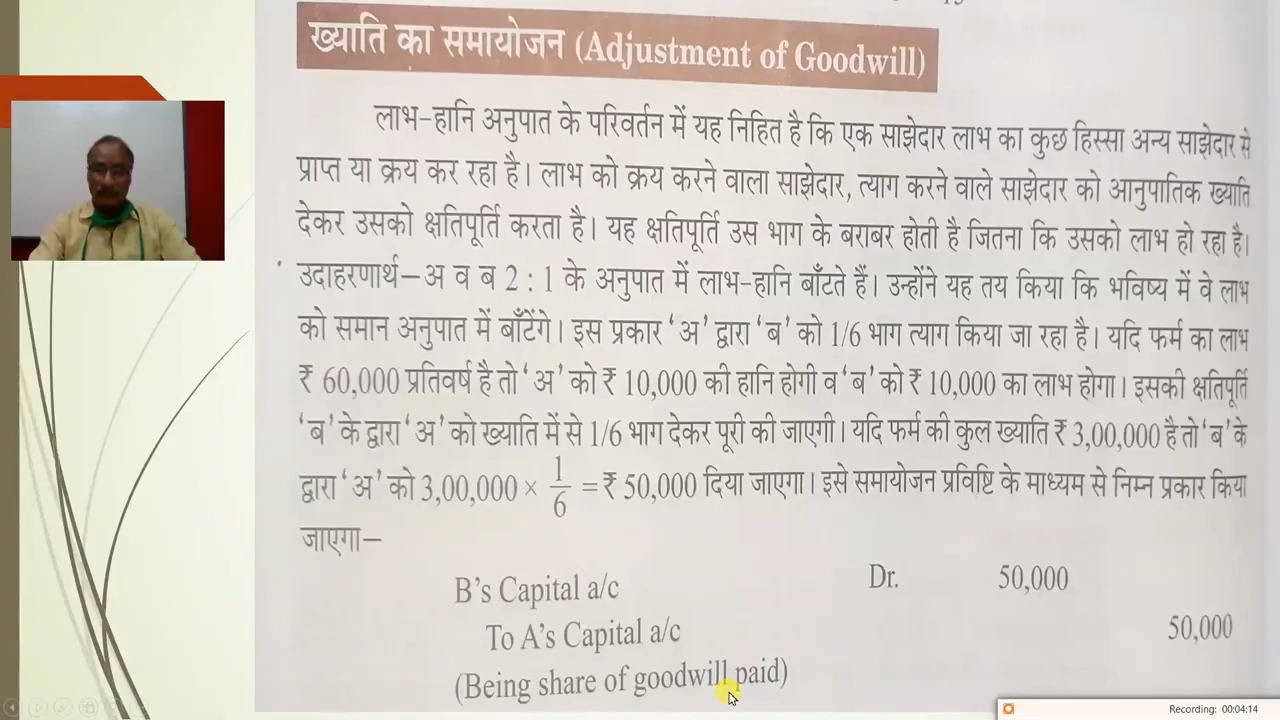 ख्याति का समायोजन (Adjustment of Goodwill)
लाभ-हानि अनुपात के परिवर्तन में यह निहित है कि एक साझेदार लाभ का कुछ हिस्सा अन्य साझेदार से
प्राप्त या क्रय कर रहा है। लाभ को क्रय करने वाला साझेदार, त्याग करने वाले साझेदार को आनुपातिक ख्याति
देकर उसको क्षतिपूर्ति करता है। यह क्षतिपूर्ति उस भाग के बराबर होती है जितना कि उसको लाभ हो रहा है।
उदाहरणार्थ—अ व ब 2 : 1 के अनुपात में लाभ-हानि बाँटते हैं। उन्होंने यह तय किया कि भविष्य में वे लाभ
को समान अनुपात में बाँटेंगे। इस प्रकार ‘अ’ द्वारा ‘ब’ को 1/6 भाग त्याग किया जा रहा है। यदि फर्म का लाभ
₹ 60,000 प्रतिवर्ष है तो ‘अ’ को ₹ 10,000 की हानि होगी व ‘ब’ को ₹ 10,000 का लाभ होगा। इसकी क्षतिपूर्ति
‘ब’ के द्वारा ‘अ’ को ख्याति में से 1/6 भाग देकर पूरी की जाएगी। यदि फर्म की कुल ख्याति ₹ 3,00,000 है तो ‘ब’ के
द्वारा ‘अ’ को 3,00,000 × 1/6 = ₹ 50,000 दिया जाएगा। इसे समायोजन प्रविष्टि के माध्यम से निम्न प्रकार किया
जाएगा—
B's Capital a/c Dr. 50,000
To A's Capital a/c 50,000
(Being share of goodwill paid)
Recording: 00:04:14